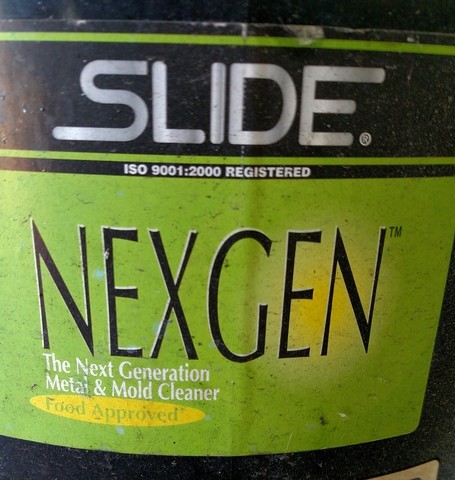 SLIDE®
ISO 9001:2000 REGISTERED
NEXGEN™
The Next Generation
Metal & Mold Cleaner
Food Approved*